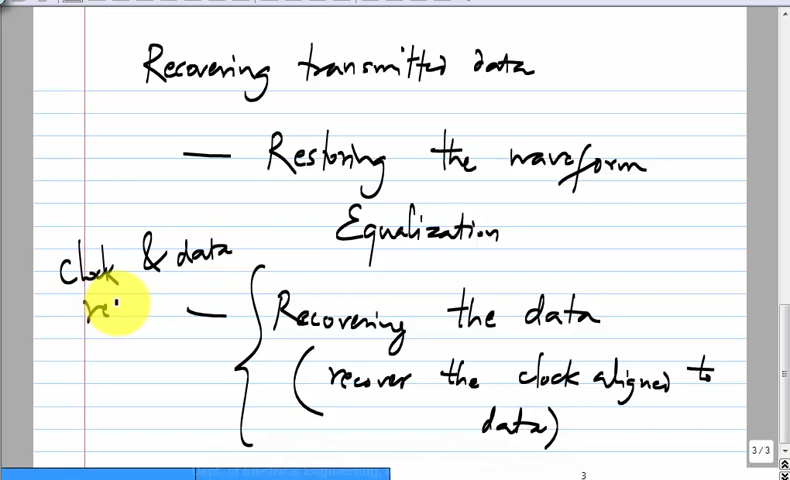 Recovering transmitted data
— Restoring the waveform
Equalization
Clock & data
re
— Recovering the data
(recover the clock aligned to
data)
3/3
3